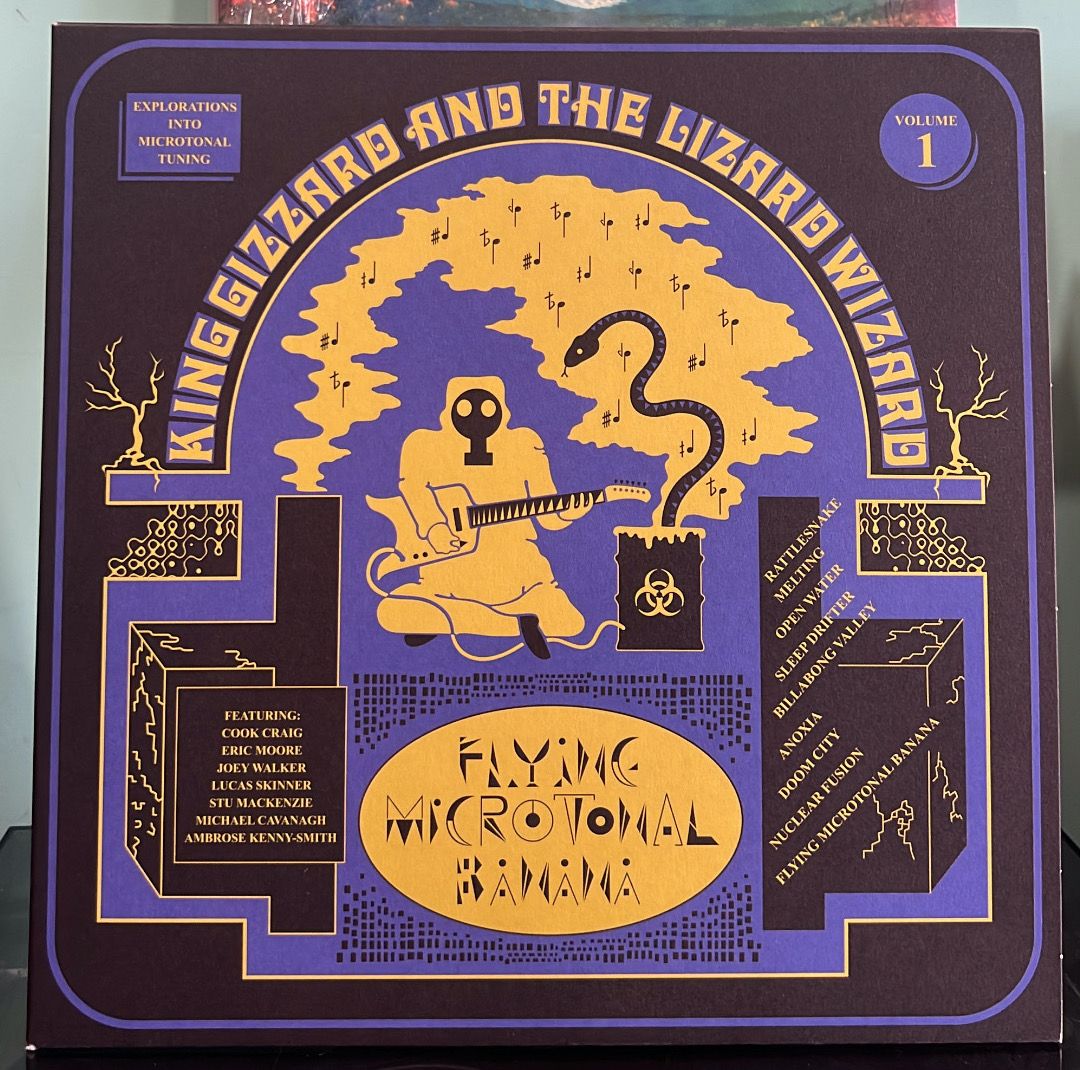 EXPLORATIONS
INTO
MICROTONAL
TUNING
KING GIZZARD AND THE LIZARD WIZARD
VOLUME
1
RATTLESNAKE
MELTING
OPEN WATER
SLEEP DRIFTER
BILLABONG VALLEY
ANOXIA
DOOM CITY
NUCLEAR FUSION
FLYING MICROTONAL BANANA
FEATURING:
COOK CRAIG
ERIC MOORE
JOEY WALKER
LUCAS SKINNER
STU MACKENZIE
MICHAEL CAVANAGH
AMBROSE KENNY-SMITH
FLYING
MICROTONAL
BANANA